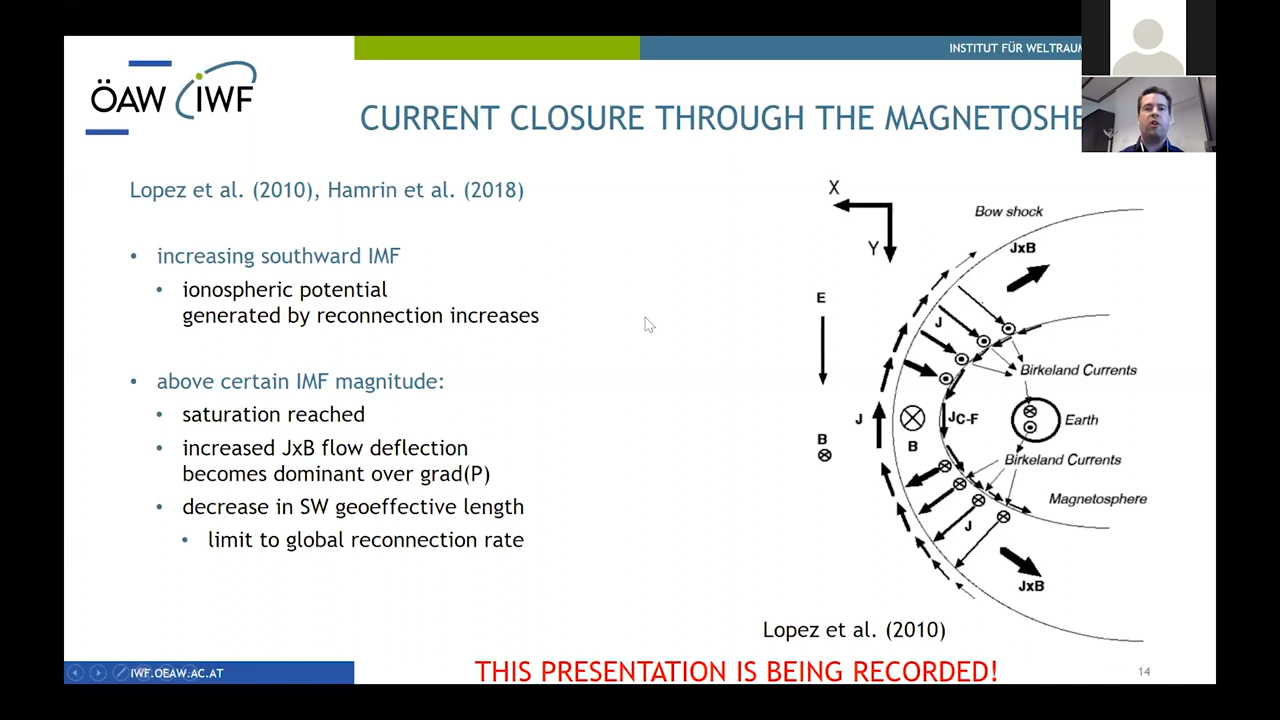 INSTITUT FÜR WELTRAUM
ÖAW IWF
CURRENT CLOSURE THROUGH THE MAGNETOSHE
Lopez et al. (2010), Hamrin et al. (2018)
• increasing southward IMF
• ionospheric potential
generated by reconnection increases
• above certain IMF magnitude:
• saturation reached
• increased JxB flow deflection
becomes dominant over grad(P)
• decrease in SW geoeffective length
• limit to global reconnection rate
X
Y
Bow shock
JxB
E
J
Birkeland Currents
J
B
JC-F
Earth
B
Birkeland Currents
Magnetosphere
J
JxB
Lopez et al. (2010)
IWF.OEAW.AC.AT
THIS PRESENTATION IS BEING RECORDED!
14